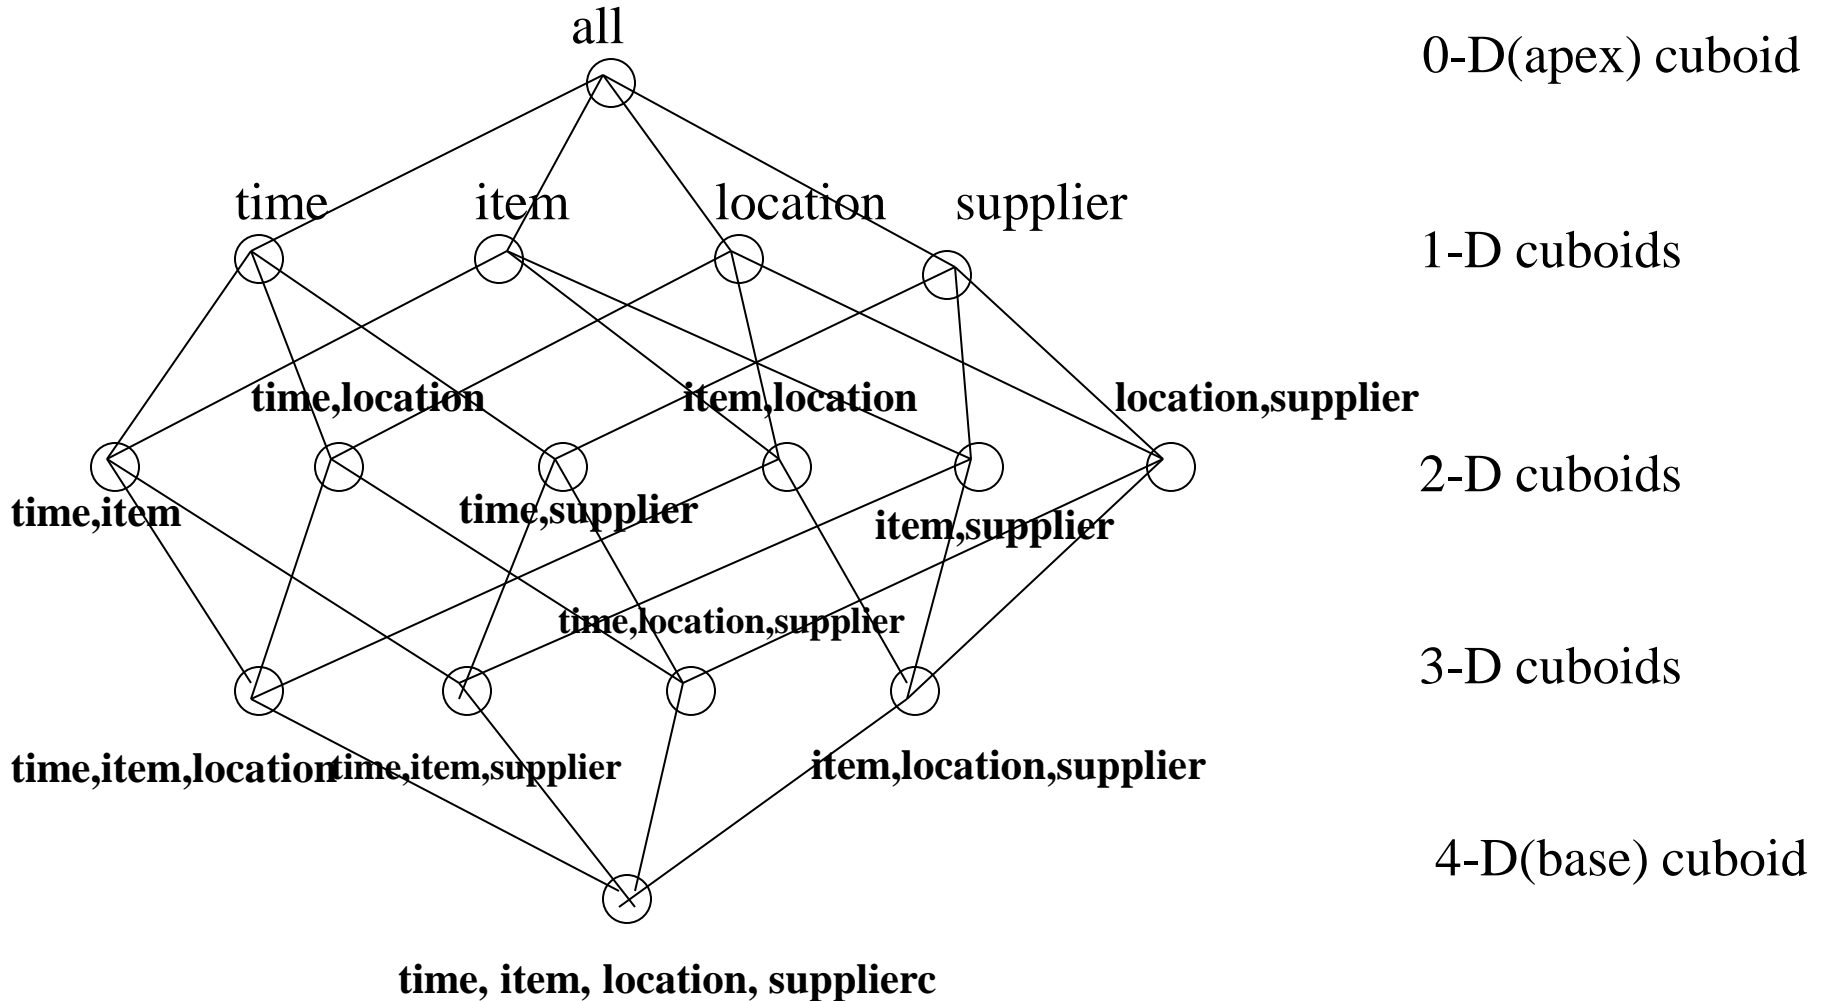 all
0-D(apex) cuboid
time
item
location
supplier
1-D cuboids
time,location
item,location
location,supplier
2-D cuboids
time,item
time,supplier
item,supplier
time,location,supplier
3-D cuboids
time,item,location
time,item,supplier
item,location,supplier
4-D(base) cuboid
time, item, location, supplierc